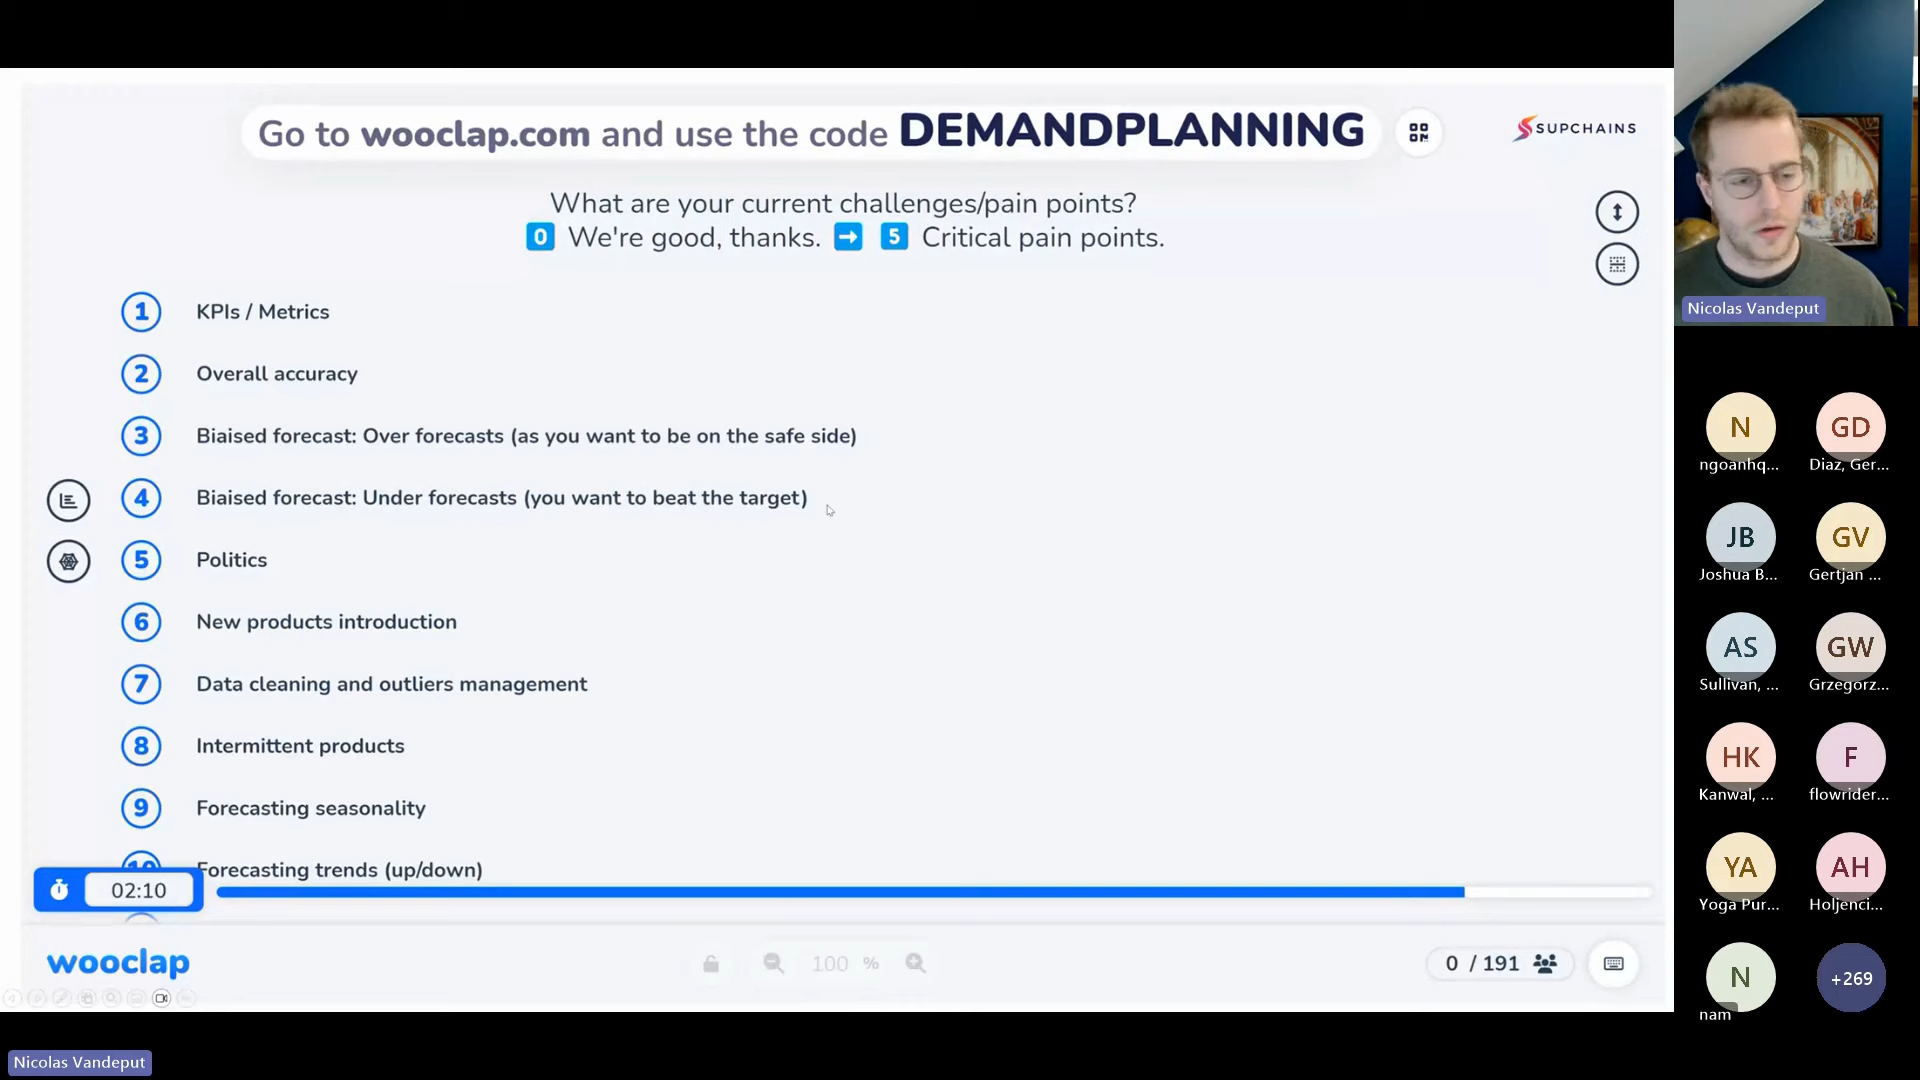 Go to wooclap.com and use the code DEMANDPLANNING
SUPCHAINS
What are your current challenges/pain points?
0 We're good, thanks. → 5 Critical pain points.
1 KPIs / Metrics
2 Overall accuracy
3 Biaised forecast: Over forecasts (as you want to be on the safe side)
4 Biaised forecast: Under forecasts (you want to beat the target)
5 Politics
6 New products introduction
7 Data cleaning and outliers management
8 Intermittent products
9 Forecasting seasonality
10 Forecasting trends (up/down)
02:10
wooclap
100 %
0 / 191
Nicolas Vandeput
Nicolas Vandeput
N GD
ngoanhq... Diaz, Ger...
JB GV
Joshua B... Gertjan ...
AS GW
Sullivan, ... Grzegorz...
HK F
Kanwal, ... flowrider...
YA AH
Yoga Pur... Holjenci...
N +269
nam